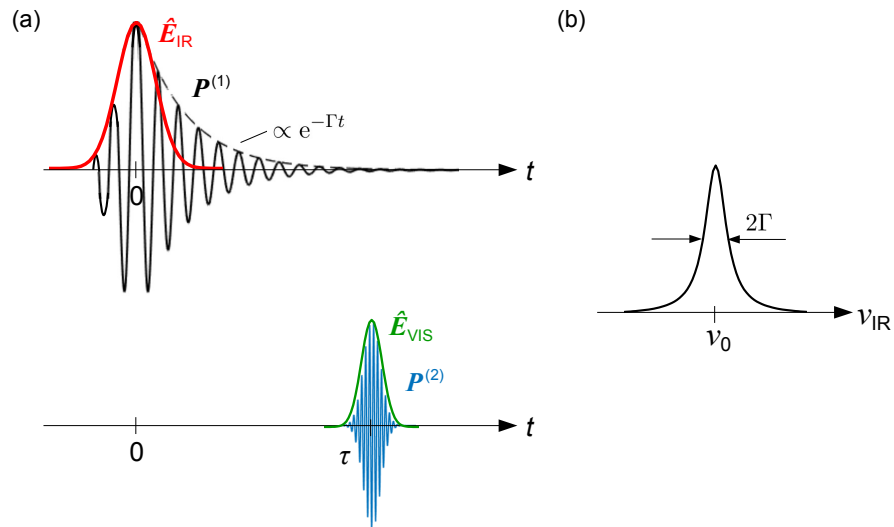 (a)
Ê_IR
P^(1)
∝ e^−Γt
t
0
Ê_VIS
P^(2)
t
0
τ
(b)
2Γ
ν_IR
ν_0